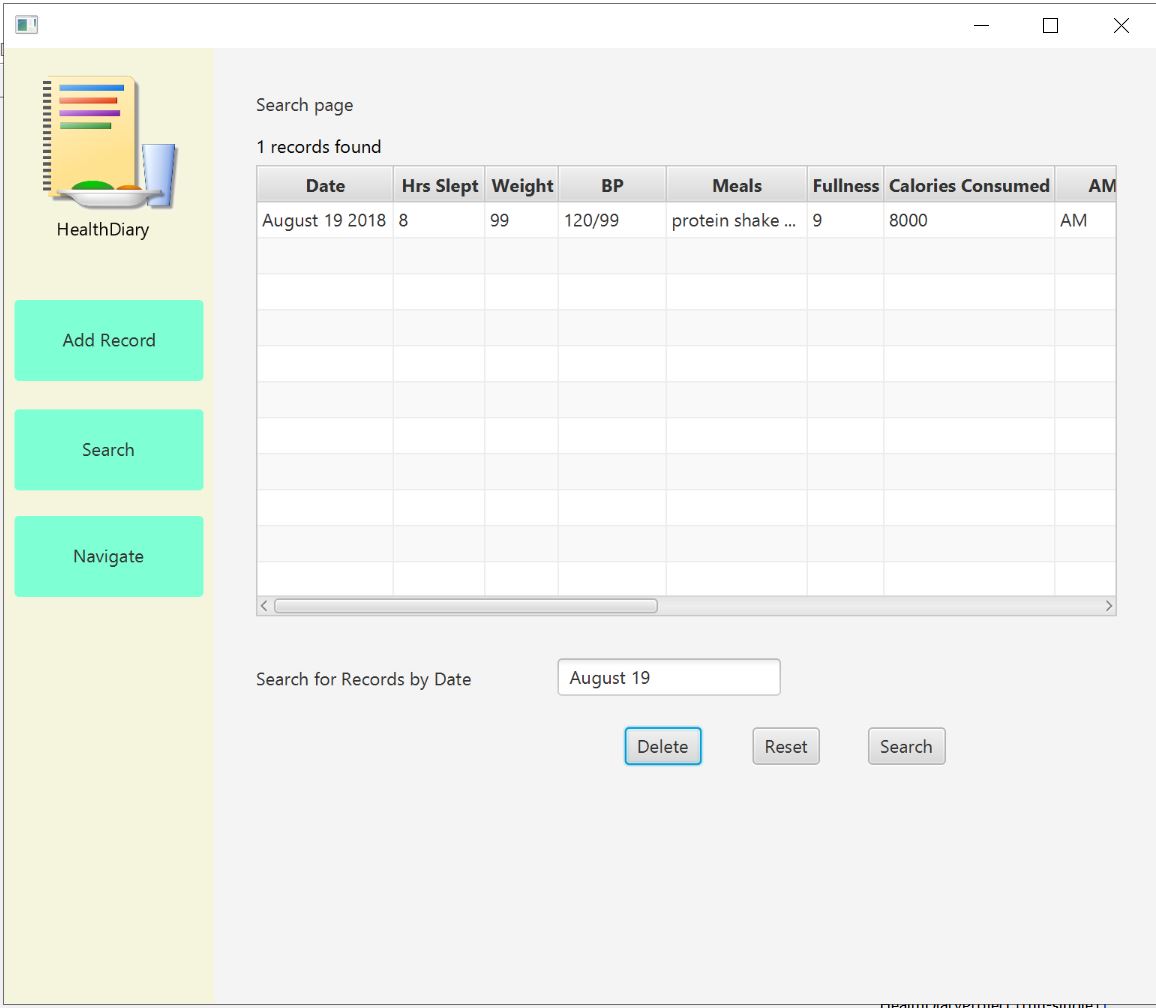 HealthDiary
Add Record
Search
Navigate
Search page
1 records found
Date Hrs Slept Weight BP Meals Fullness Calories Consumed AM
August 19 2018 8 99 120/99 protein shake ... 9 8000 AM
Search for Records by Date August 19
Delete Reset Search